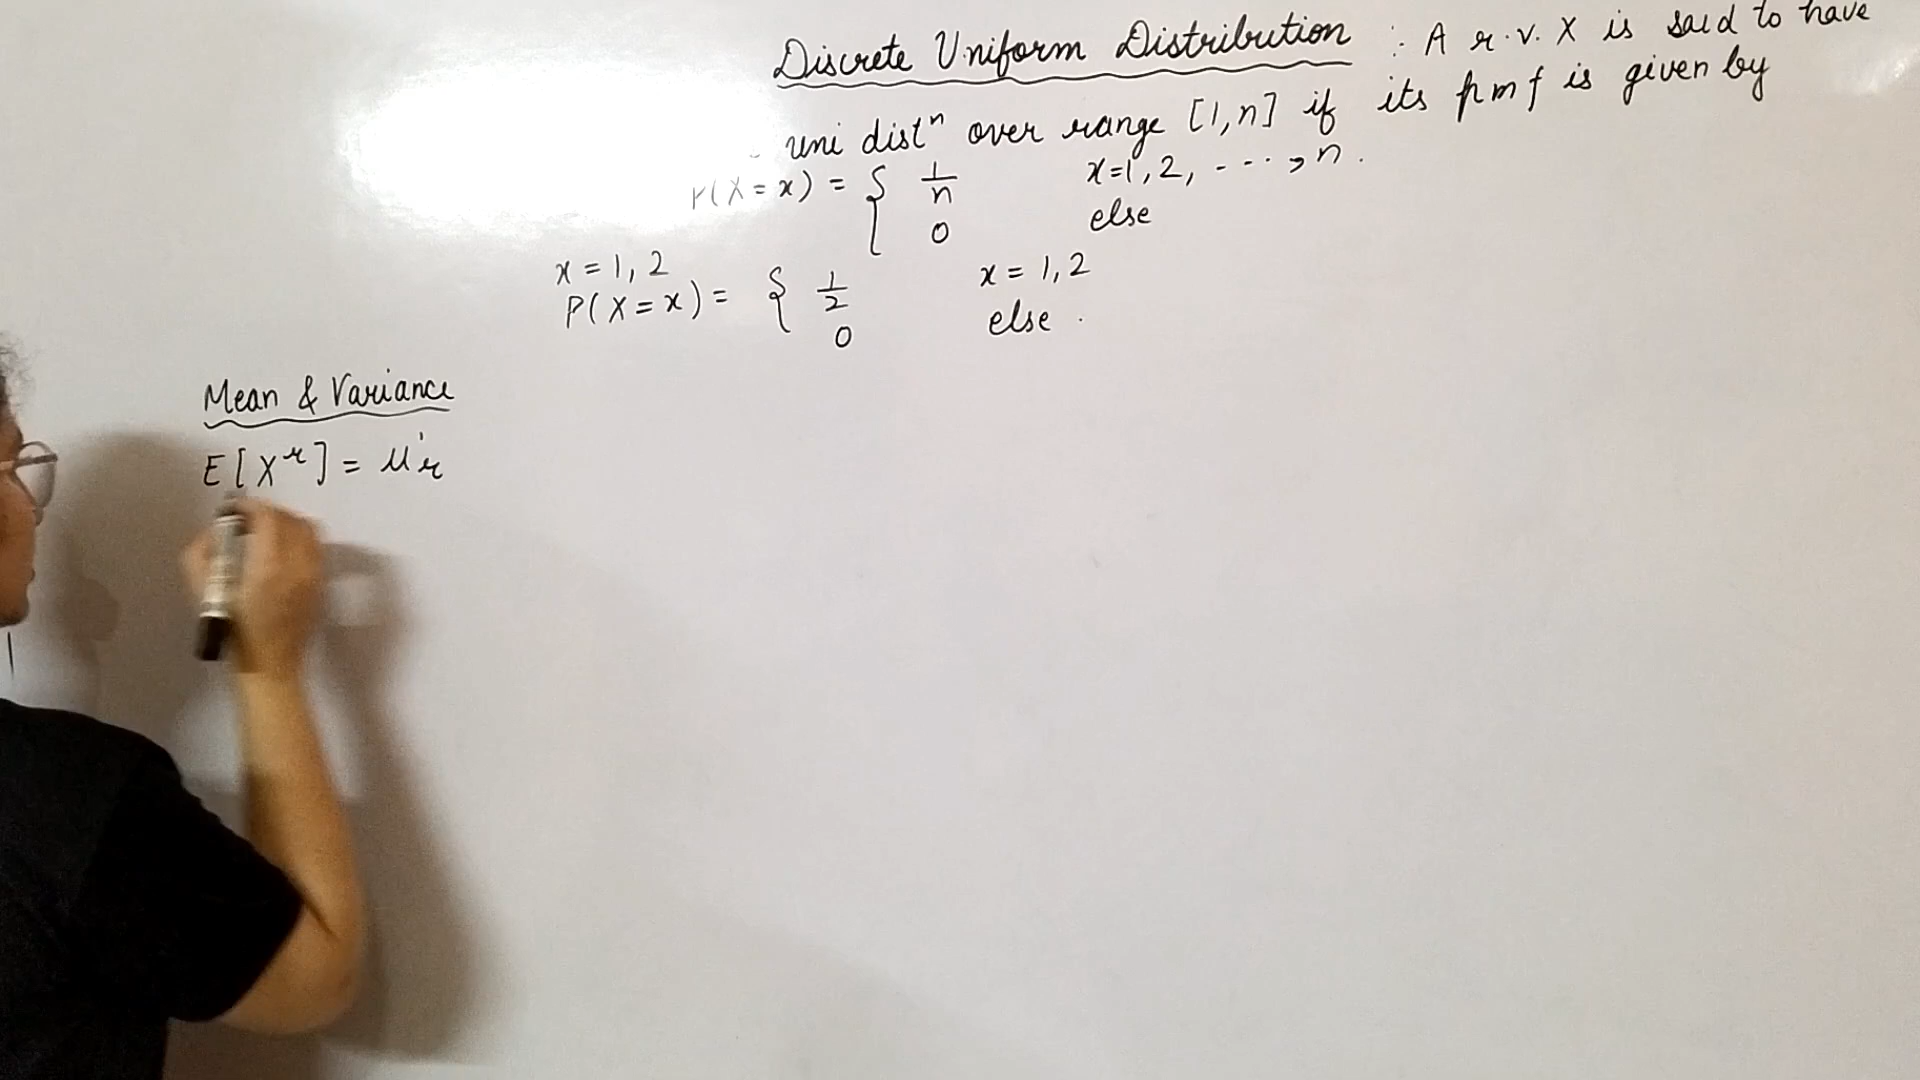 Discrete Uniform Distribution : A r.v. X is said to have
uni distⁿ over range [1,n] if its pmf is given by
P(X=x) = { 1/n x=1,2, ----, n.
0 else
x = 1, 2
P(X=x) = { 1/2 x = 1,2
0 else .
Mean & Variance
E[Xʳ] = μ'r